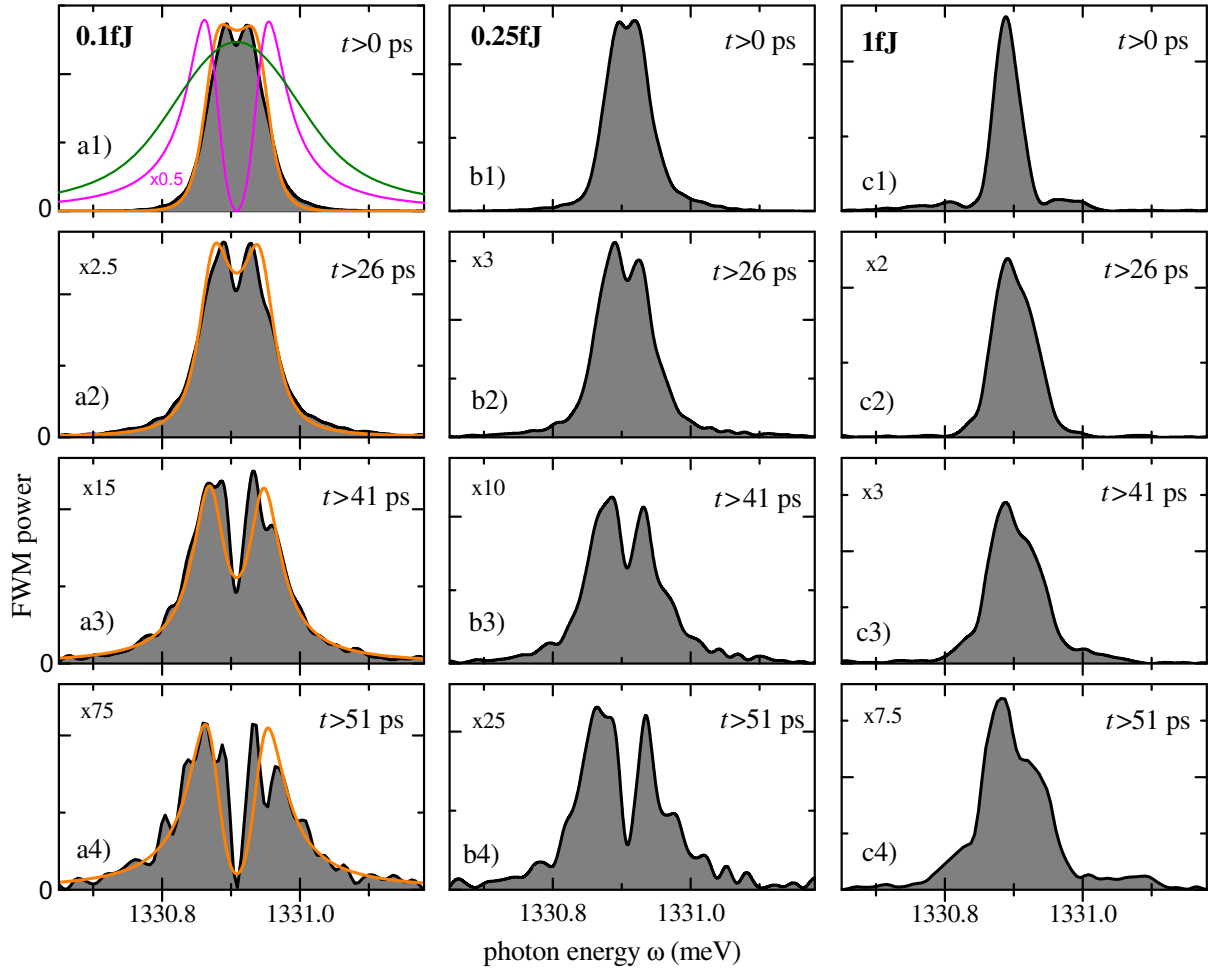 0.1fJ
t>0 ps
a1)
x0.5
0
0.25fJ
t>0 ps
b1)
1fJ
t>0 ps
c1)
x2.5
t>26 ps
a2)
0
x3
t>26 ps
b2)
x2
t>26 ps
c2)
x15
t>41 ps
a3)
0
x10
t>41 ps
b3)
x3
t>41 ps
c3)
x75
t>51 ps
a4)
0
x25
t>51 ps
b4)
x7.5
t>51 ps
c4)
FWM power
1330.8 1331.0 1330.8 1331.0 1330.8 1331.0
photon energy ω (meV)